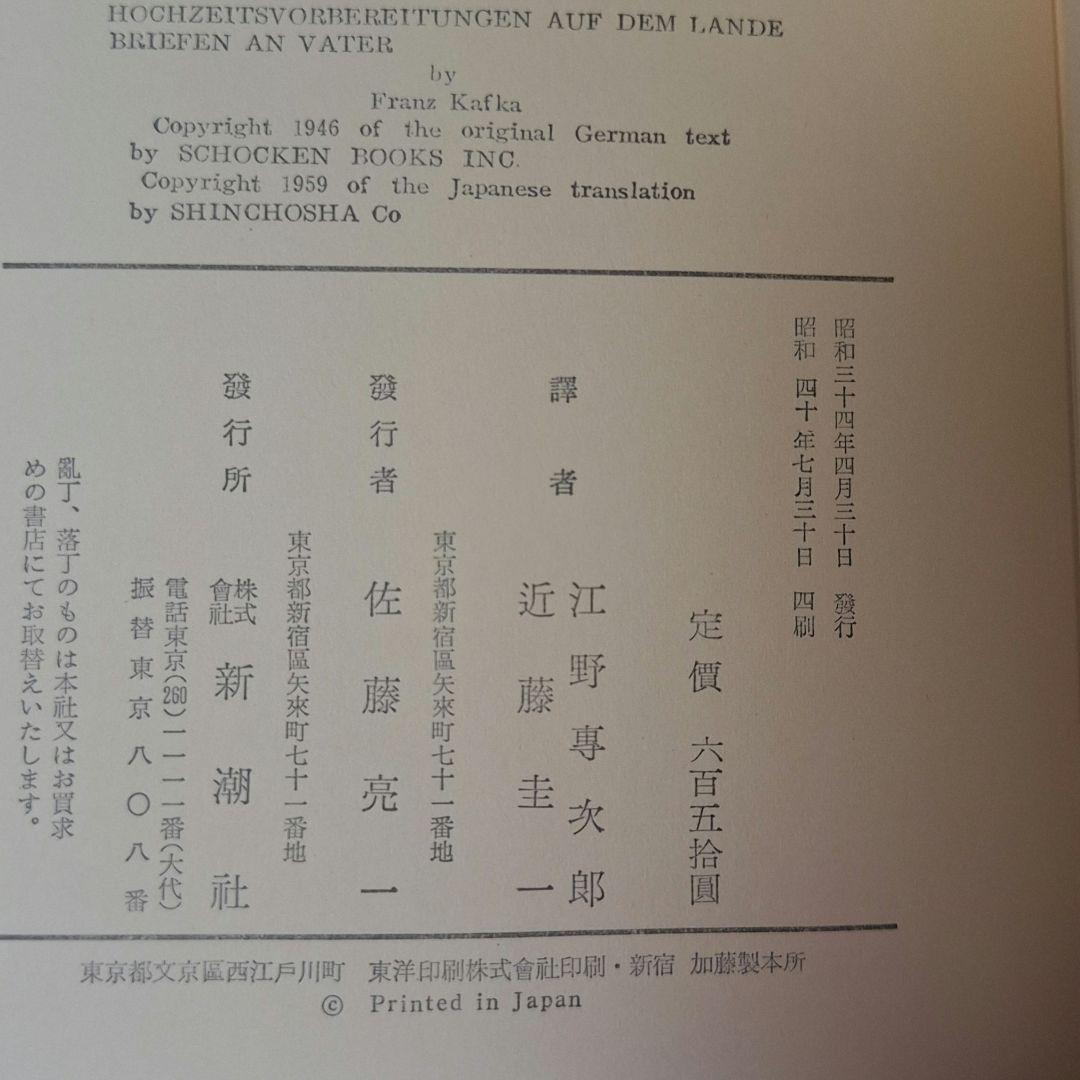 HOCHZEITSVORBEREITUNGEN AUF DEM LANDE
BRIEFEN AN VATER
by
Franz Kafka
Copyright 1946 of the original German text
by SCHOCKEN BOOKS INC.
Copyright 1959 of the Japanese translation
by SHINCHOSHA Co
昭和三十四年四月三十日 發行
昭和 四十 年七月三十日 四刷
定價 六百五拾圓
譯者 江野專次郎
近藤圭一
東京都新宿區矢來町七十一番地
發行者 佐藤亮一
東京都新宿區矢來町七十一番地
發行所 株式會社 新潮社
電話東京(260)一一一一番(大代)
振替東京八〇八番
亂丁、落丁のものは本社又はお買求
めの書店にてお取替えいたします。
東京都文京區西江戶川町 東洋印刷株式會社印刷・新宿 加藤製本所
© Printed in Japan